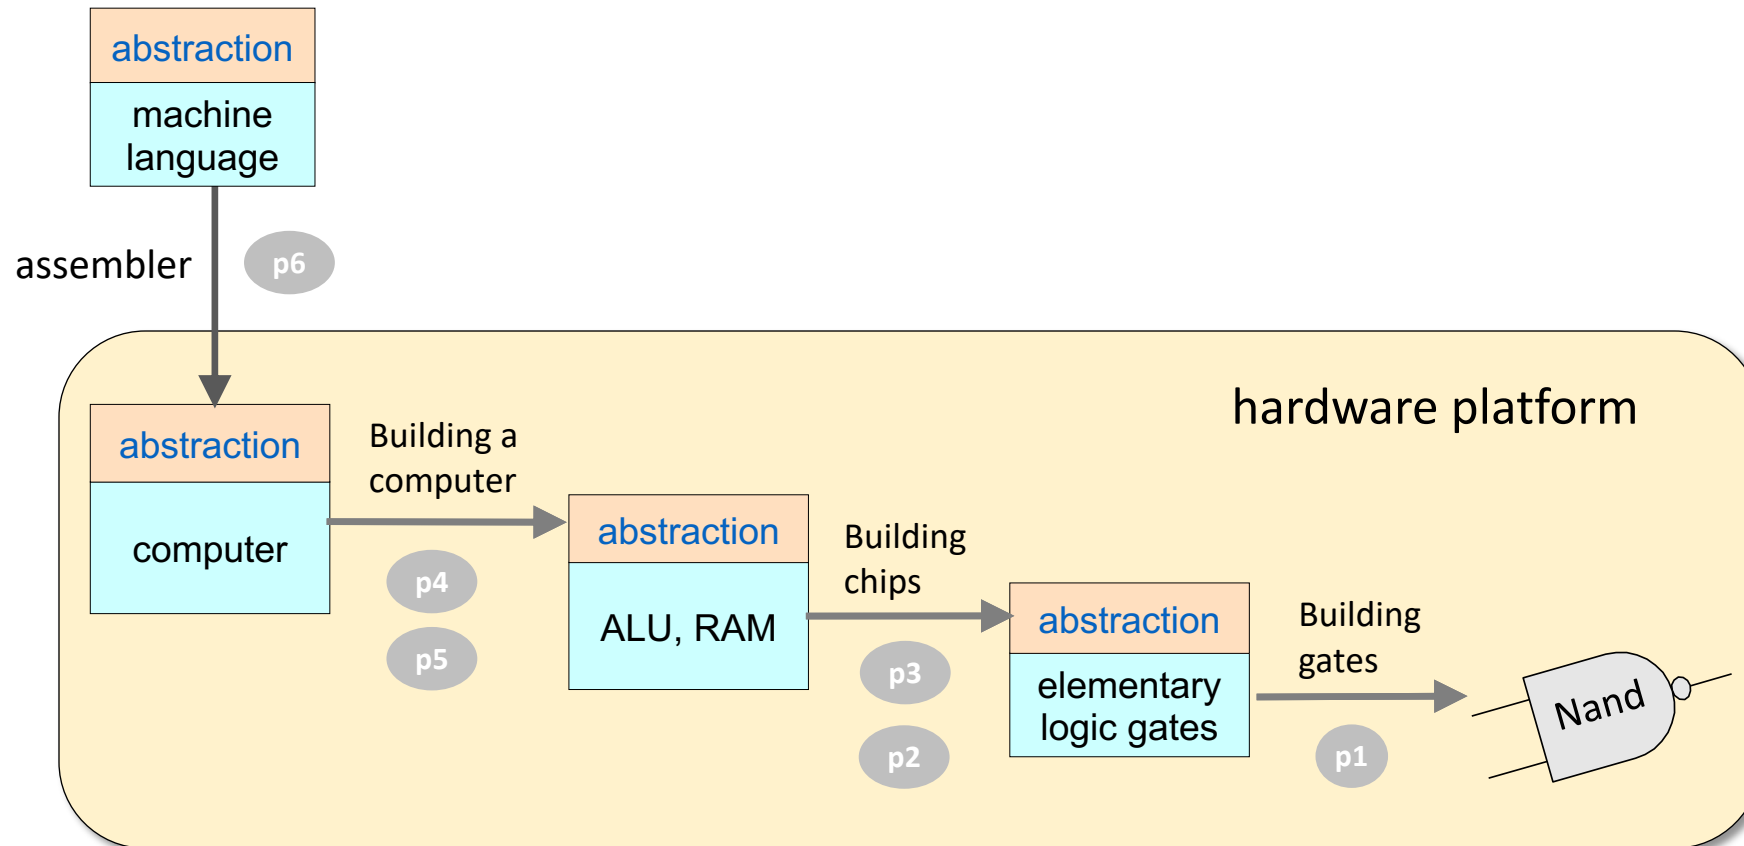 abstraction
machine
language
assembler
p6
hardware platform
abstraction
computer
Building a
computer
p4
p5
abstraction
ALU, RAM
Building
chips
p3
p2
abstraction
elementary
logic gates
Building
gates
p1
Nand